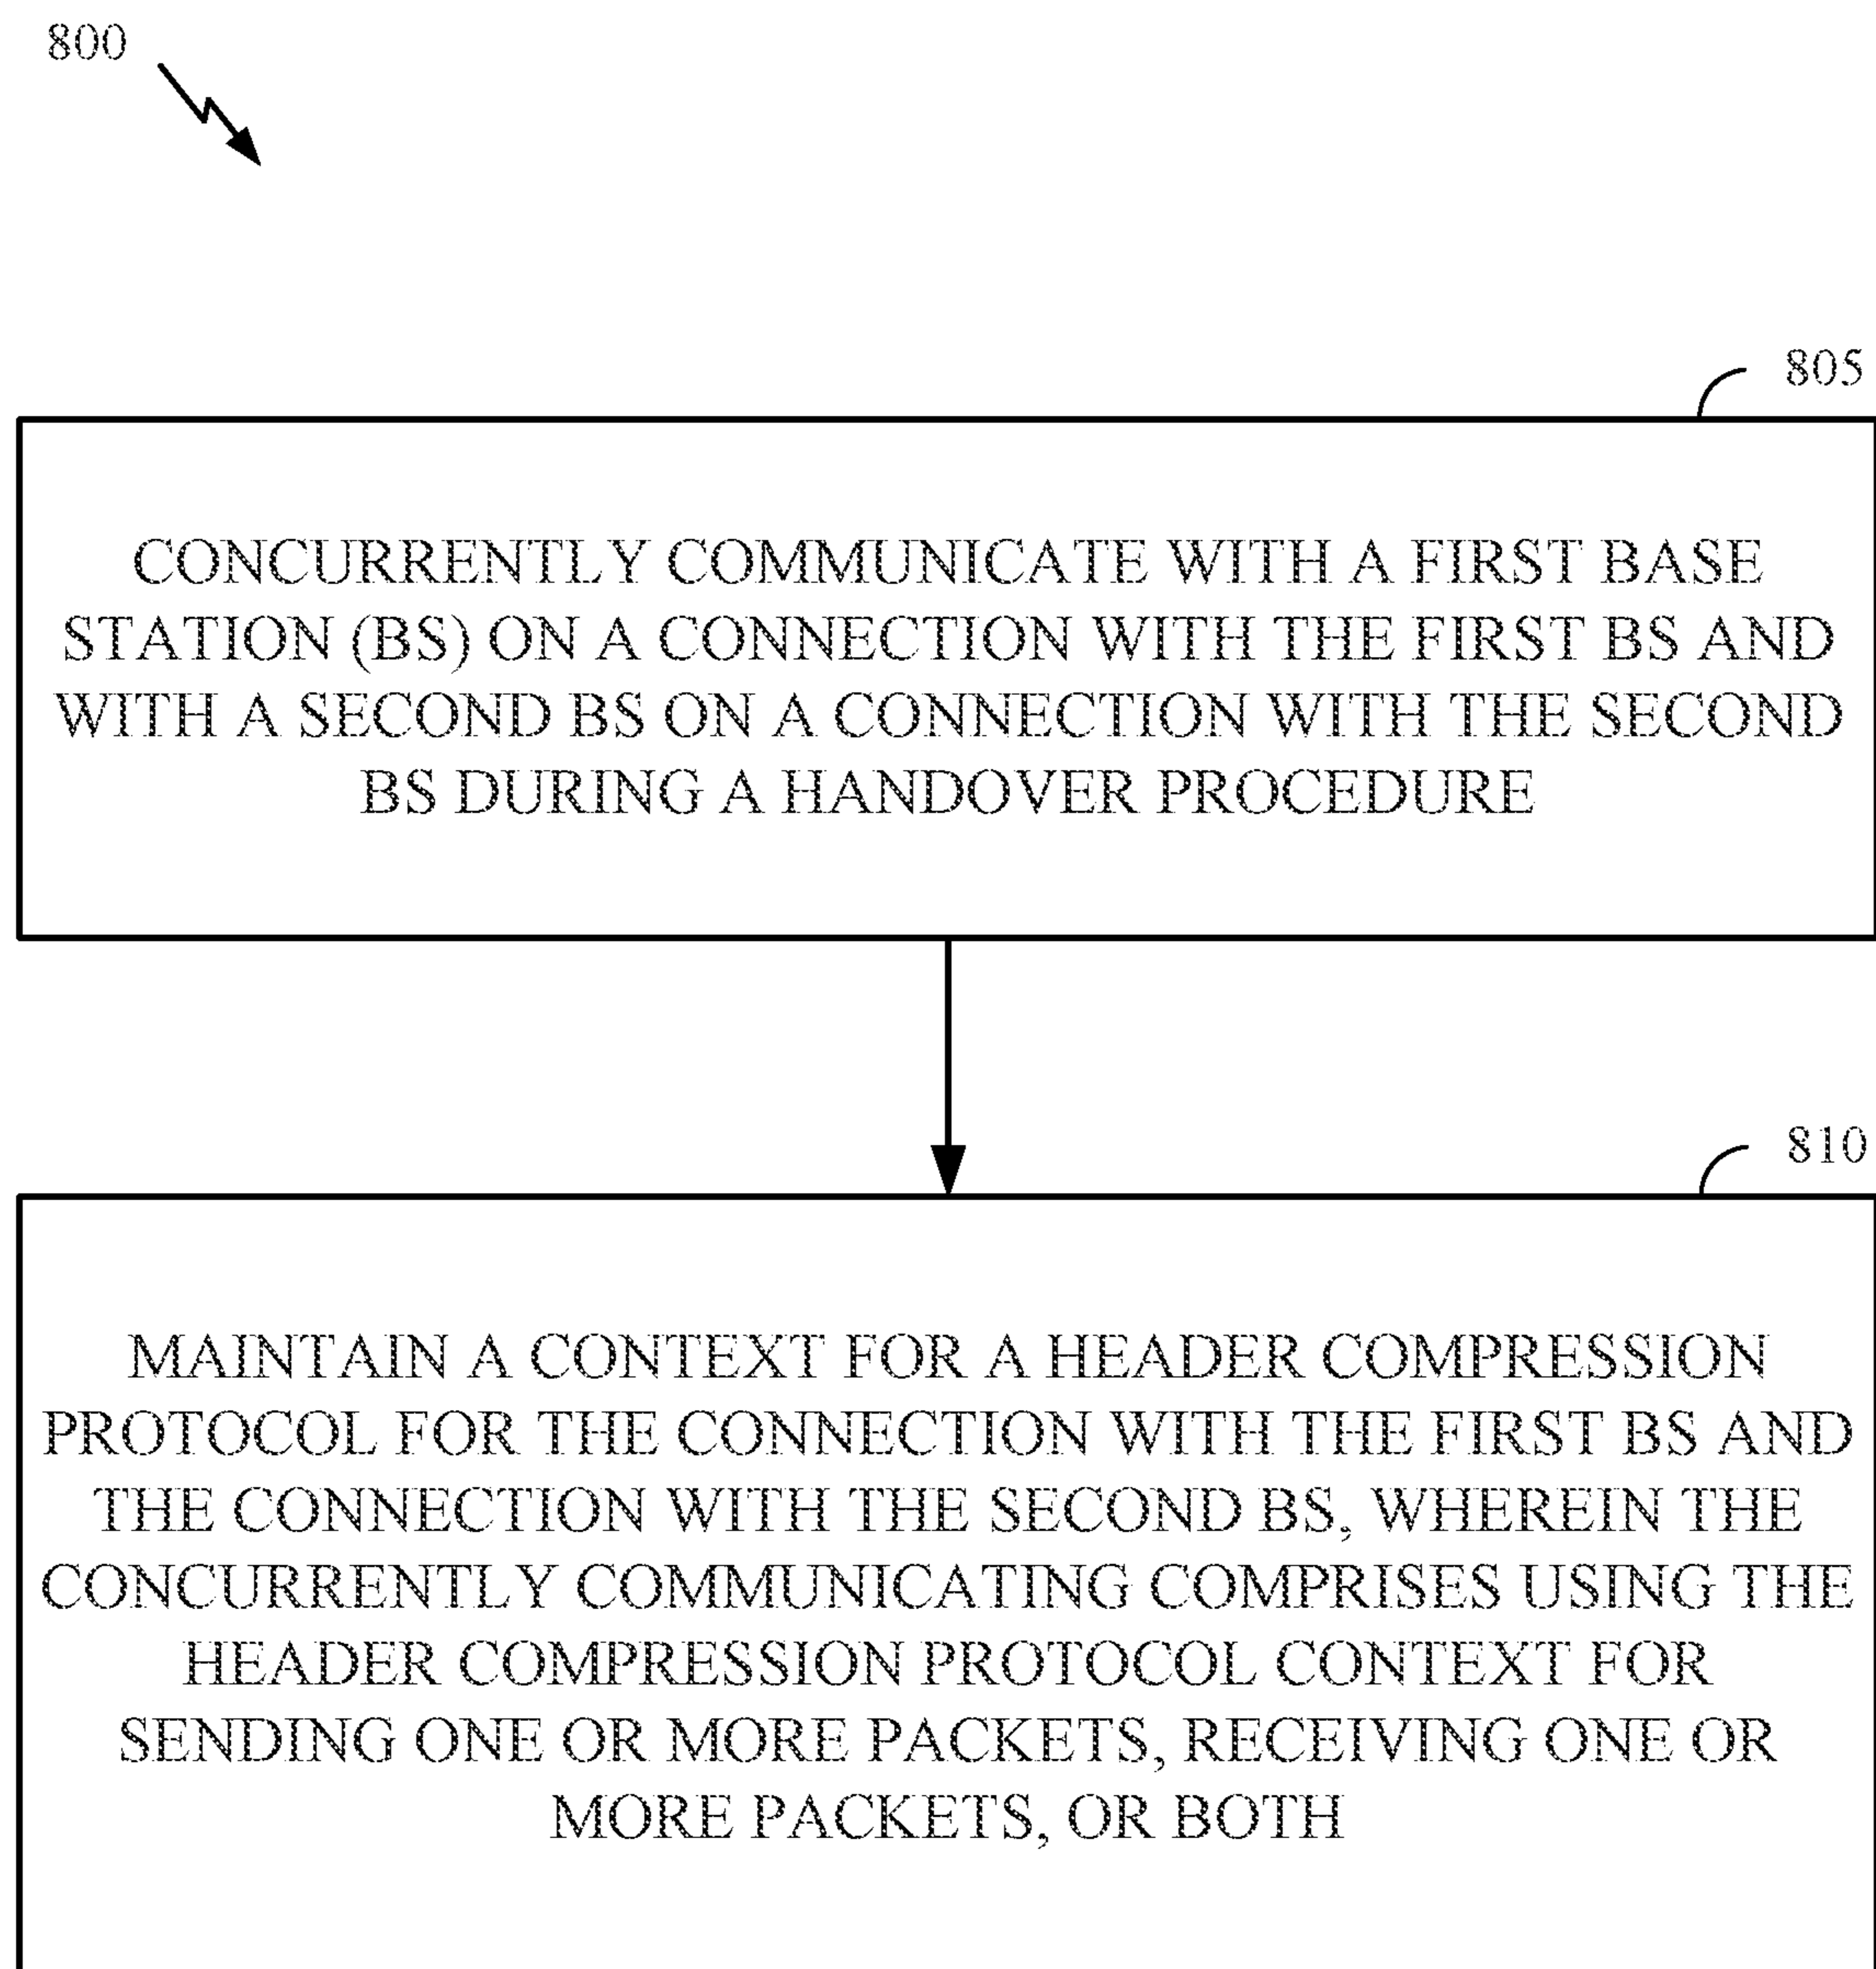 800
805
CONCURRENTLY COMMUNICATE WITH A FIRST BASE
STATION (BS) ON A CONNECTION WITH THE FIRST BS AND
WITH A SECOND BS ON A CONNECTION WITH THE SECOND
BS DURING A HANDOVER PROCEDURE
810
MAINTAIN A CONTEXT FOR A HEADER COMPRESSION
PROTOCOL FOR THE CONNECTION WITH THE FIRST BS AND
THE CONNECTION WITH THE SECOND BS, WHEREIN THE
CONCURRENTLY COMMUNICATING COMPRISES USING THE
HEADER COMPRESSION PROTOCOL CONTEXT FOR
SENDING ONE OR MORE PACKETS, RECEIVING ONE OR
MORE PACKETS, OR BOTH